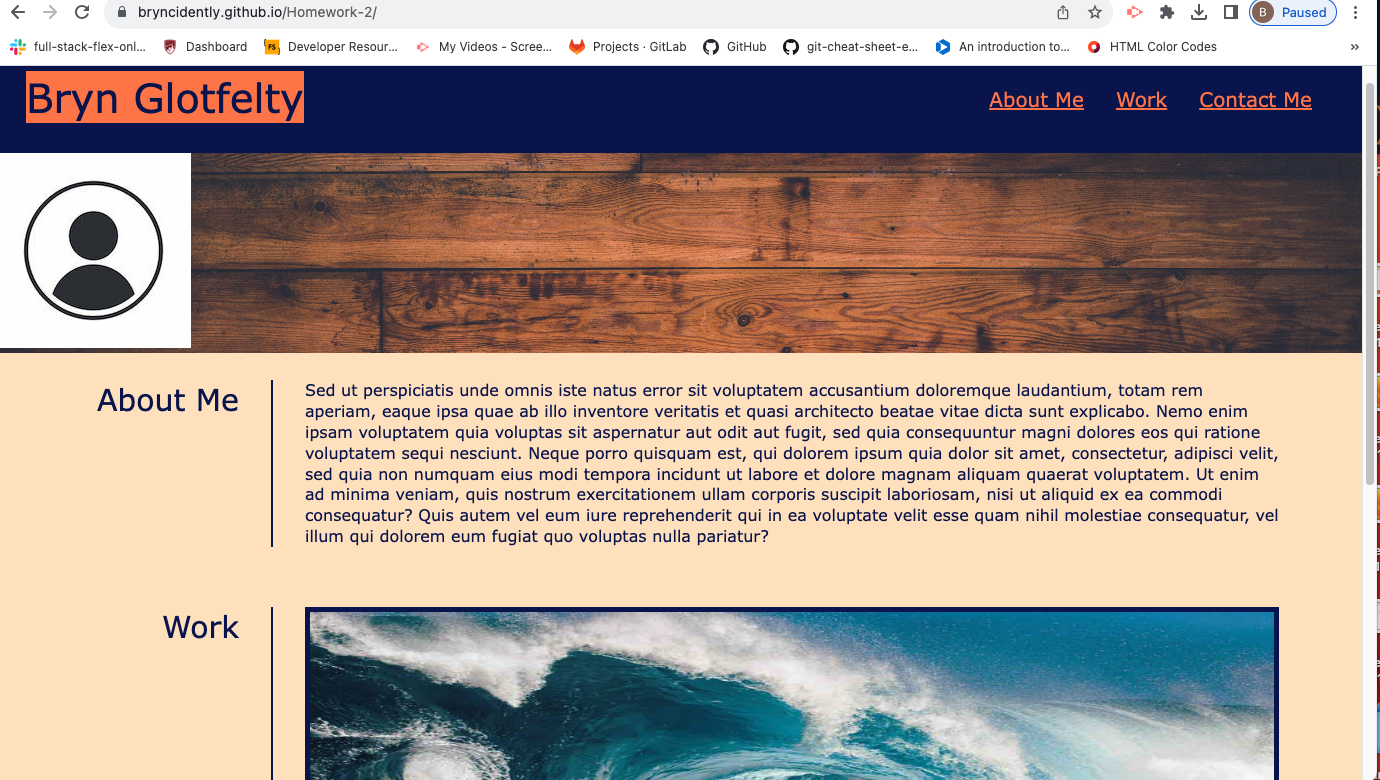 bryncidently.github.io/Homework-2/
B Paused
full-stack-flex-onl... Dashboard FS Developer Resour... My Videos - Scree... Projects · GitLab GitHub git-cheat-sheet-e... An introduction to... HTML Color Codes »
Bryn Glotfelty
About Me Work Contact Me
About Me
Sed ut perspiciatis unde omnis iste natus error sit voluptatem accusantium doloremque laudantium, totam rem
aperiam, eaque ipsa quae ab illo inventore veritatis et quasi architecto beatae vitae dicta sunt explicabo. Nemo enim
ipsam voluptatem quia voluptas sit aspernatur aut odit aut fugit, sed quia consequuntur magni dolores eos qui ratione
voluptatem sequi nesciunt. Neque porro quisquam est, qui dolorem ipsum quia dolor sit amet, consectetur, adipisci velit,
sed quia non numquam eius modi tempora incidunt ut labore et dolore magnam aliquam quaerat voluptatem. Ut enim
ad minima veniam, quis nostrum exercitationem ullam corporis suscipit laboriosam, nisi ut aliquid ex ea commodi
consequatur? Quis autem vel eum iure reprehenderit qui in ea voluptate velit esse quam nihil molestiae consequatur, vel
illum qui dolorem eum fugiat quo voluptas nulla pariatur?
Work